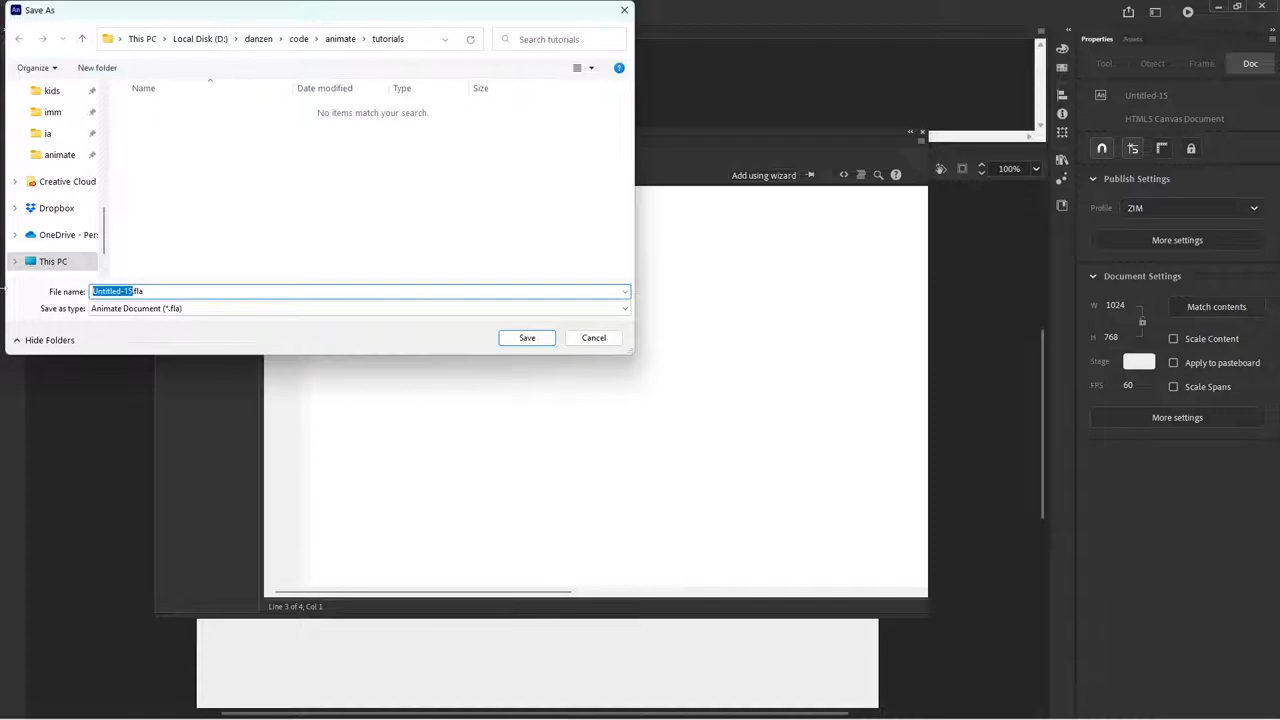 An Save As
This PC > Local Disk (D:) > danzen > code > animate > tutorials
Search tutorials
Organize
New folder
Name
Date modified
Type
Size
No items match your search.
kids
imm
ia
animate
Creative Cloud
Dropbox
OneDrive - Per:
This PC
File name: Untitled-15.fla
Save as type: Animate Document (*.fla)
Hide Folders
Save
Cancel
Add using wizard
100%
Line 3 of 4, Col 1
Properties
Assets
Tool
Object
Frame
Doc
An Untitled-15
HTML5 Canvas Document
Publish Settings
Profile ZIM
More settings
Document Settings
W 1024
Match contents
H 768
Scale Content
Stage
Apply to pasteboard
FPS 60
Scale Spans
More settings